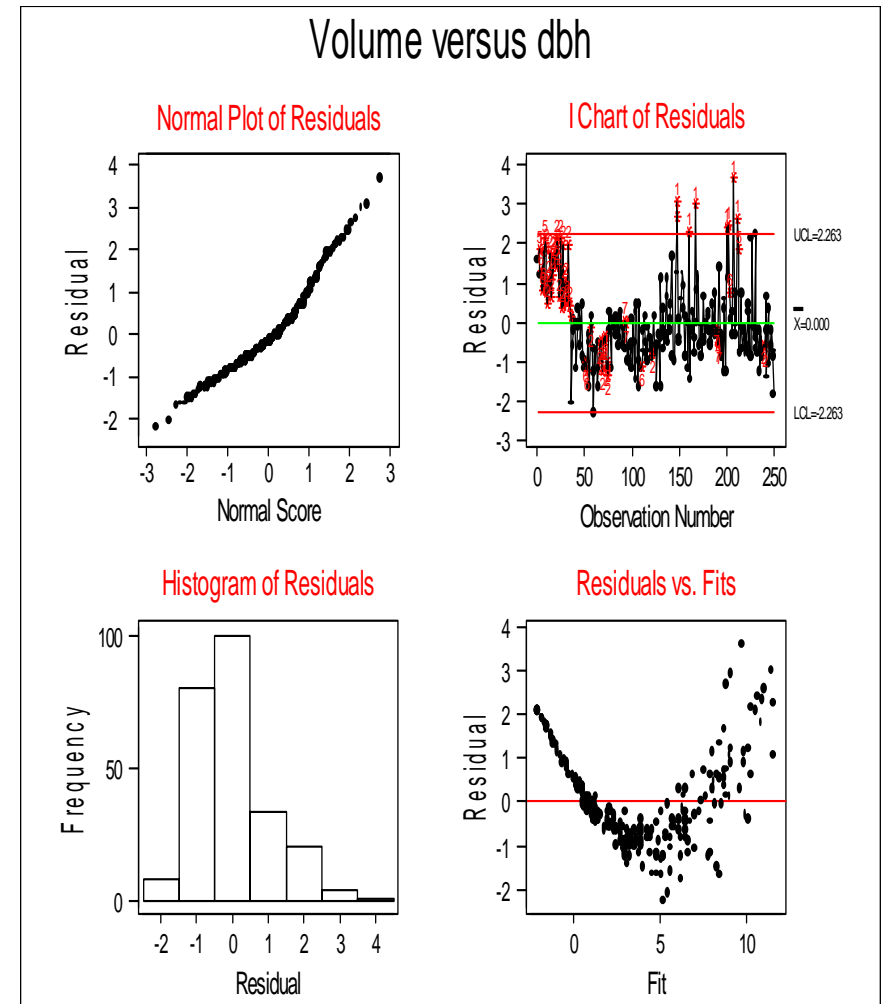 Volume versus dbh
Normal Plot of Residuals
4
3
2
1
0
-1
-2
Residual
-3 -2 -1 0 1 2 3
Normal Score
I Chart of Residuals
4
3
2
1
0
-1
-2
-3
Residual
UCL=2.263
X=0.000
LCL=-2.263
0 50 100 150 200 250
Observation Number
Histogram of Residuals
100
50
0
Frequency
-2 -1 0 1 2 3 4
Residual
Residuals vs. Fits
4
3
2
1
0
-1
-2
Residual
0 5 10
Fit